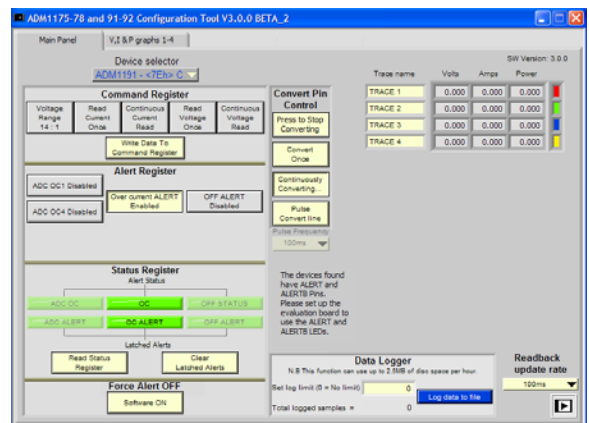 ADM1175-78 and 91-92 Configuration Tool V3.0.0 BETA_2
Main Panel
V,I &P graphs 1-4
Device selector
ADM1191 - <7Eh> C
SW Version: 3.0.0
Trace name Volts Amps Power
TRACE 1 0.000 0.000 0.000
TRACE 2 0.000 0.000 0.000
TRACE 3 0.000 0.000 0.000
TRACE 4 0.000 0.000 0.000
Command Register
Voltage Range 14 : 1
Read Current Once
Continuous Current Read
Read Voltage Once
Continuous Voltage Read
Write Data To Command Register
Convert Pin Control
Press to Stop Converting
Convert Once
Continuously Converting...
Pulse Convert line
Pulse Frequency
100ms
Alert Register
ADC OC1 Disabled
ADC OC4 Disabled
Over current ALERT Enabled
OFF ALERT Disabled
Status Register
Alert Status
ADC OC
OC
OFF STATUS
ADC ALERT
OC ALERT
OFF ALERT
Latched Alerts
Read Status Register
Clear Latched Alerts
The devices found
have ALERT and
ALERTB Pins.
Please set up the
evaluation board to
use the ALERT and
ALERTB LEDs.
Force Alert OFF
Software ON
Data Logger
N.B This function can use up to 2.5MB of disc space per hour.
Set log limit (0 = No limit) 0
Log data to file
Total logged samples = 0
Readback update rate
100ms